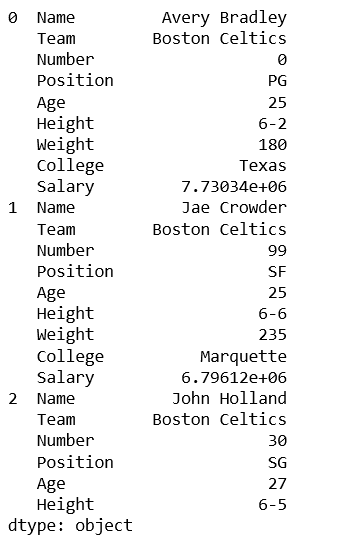 0  Name            Avery Bradley
   Team           Boston Celtics
   Number                      0
   Position                   PG
   Age                        25
   Height                    6-2
   Weight                    180
   College                 Texas
   Salary            7.73034e+06
1  Name              Jae Crowder
   Team           Boston Celtics
   Number                     99
   Position                   SF
   Age                        25
   Height                    6-6
   Weight                    235
   College             Marquette
   Salary            6.79612e+06
2  Name             John Holland
   Team           Boston Celtics
   Number                     30
   Position                   SG
   Age                        27
   Height                    6-5
dtype: object